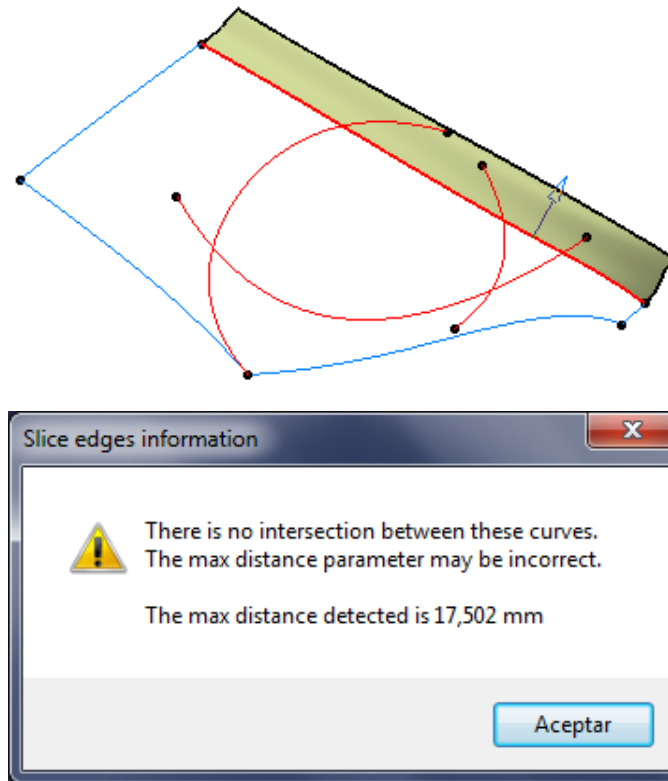 Slice edges information
There is no intersection between these curves.
The max distance parameter may be incorrect.
The max distance detected is 17,502 mm
Aceptar